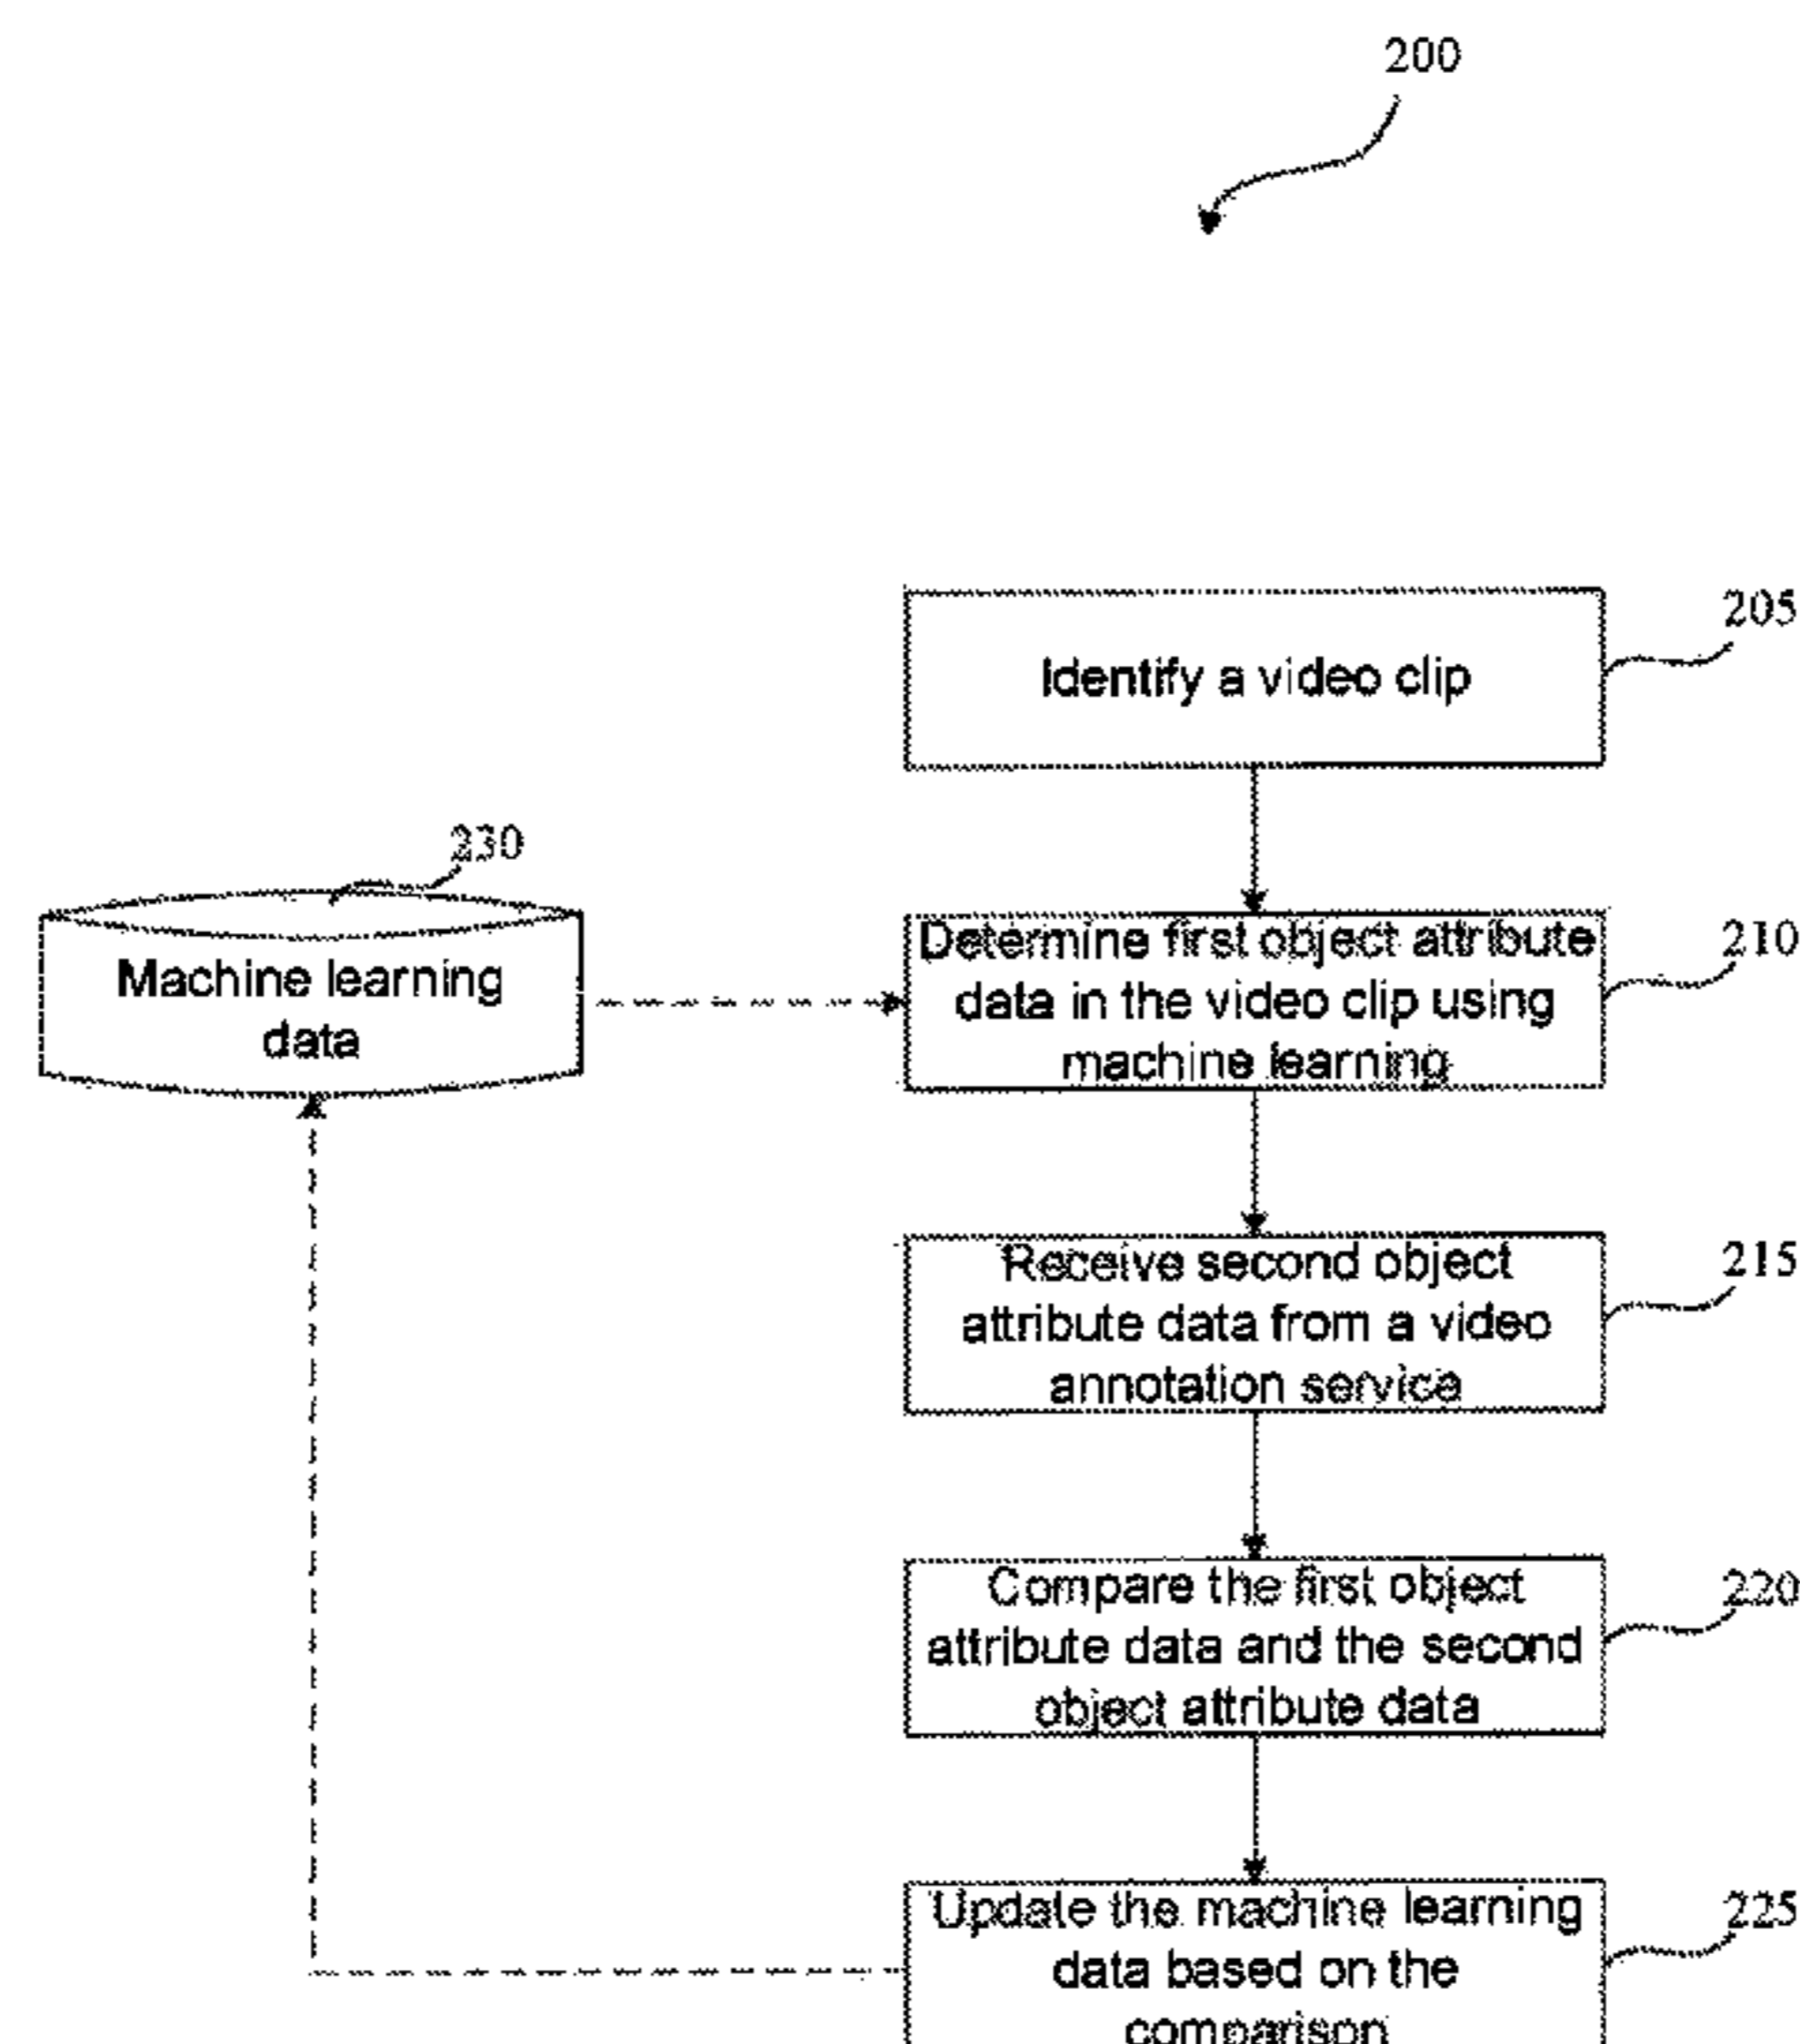 200
205
Identify a video clip
230
Machine learning
data
210
Determine first object attribute
data in the video clip using
machine learning
215
Receive second object
attribute data from a video
annotation service
220
Compare the first object
attribute data and the second
object attribute data
225
Update the machine learning
data based on the
comparison